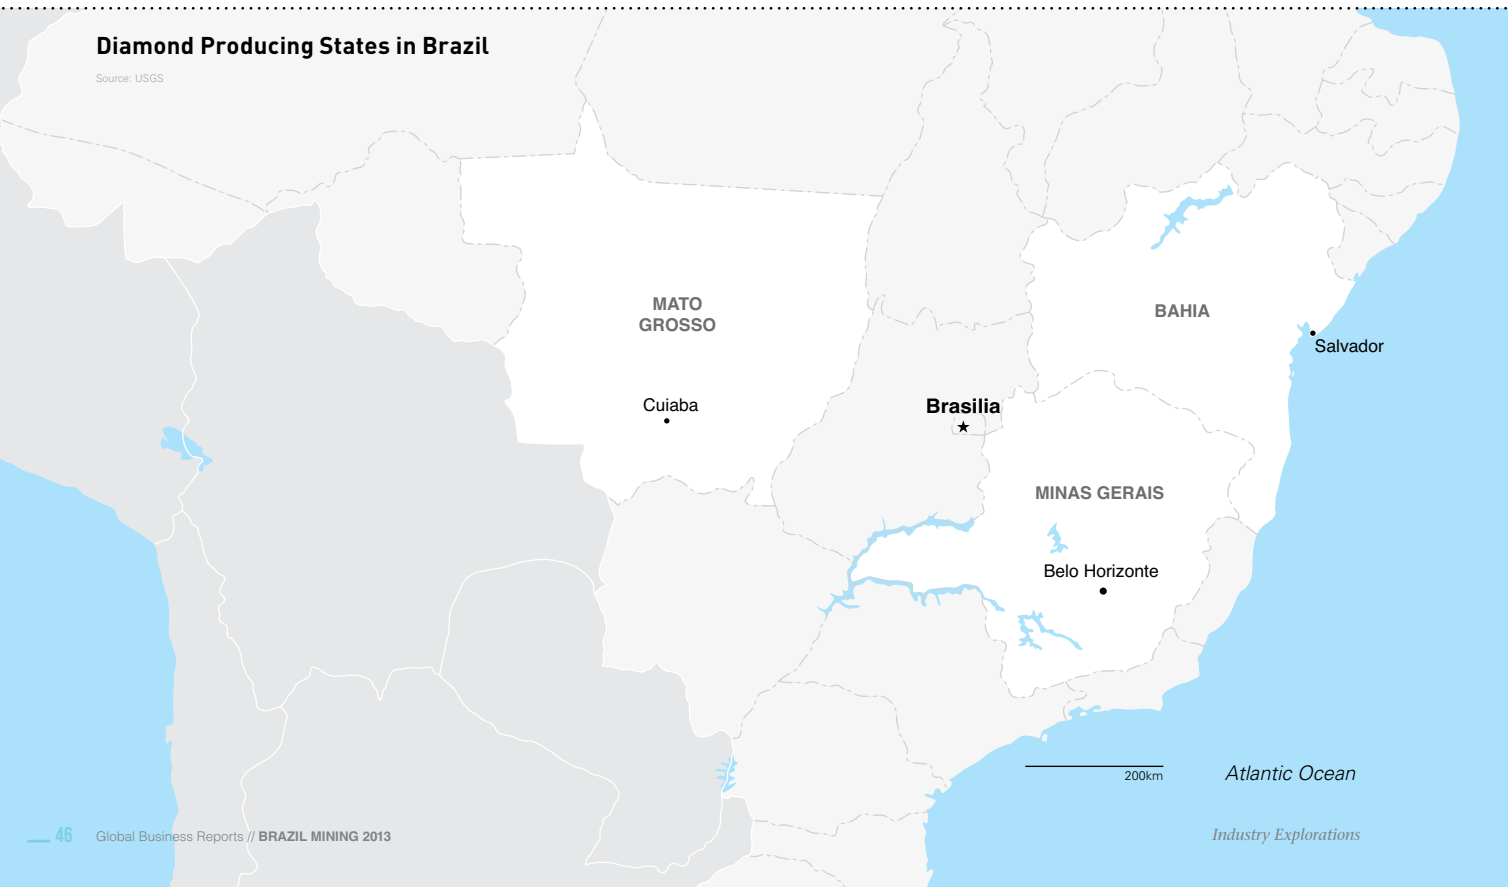 Diamond Producing States in Brazil
Source: USGS
MATO
GROSSO
BAHIA
Salvador
Cuiaba
Brasilia
MINAS GERAIS
Belo Horizonte
200km
Atlantic Ocean
46 Global Business Reports // BRAZIL MINING 2013
Industry Explorations